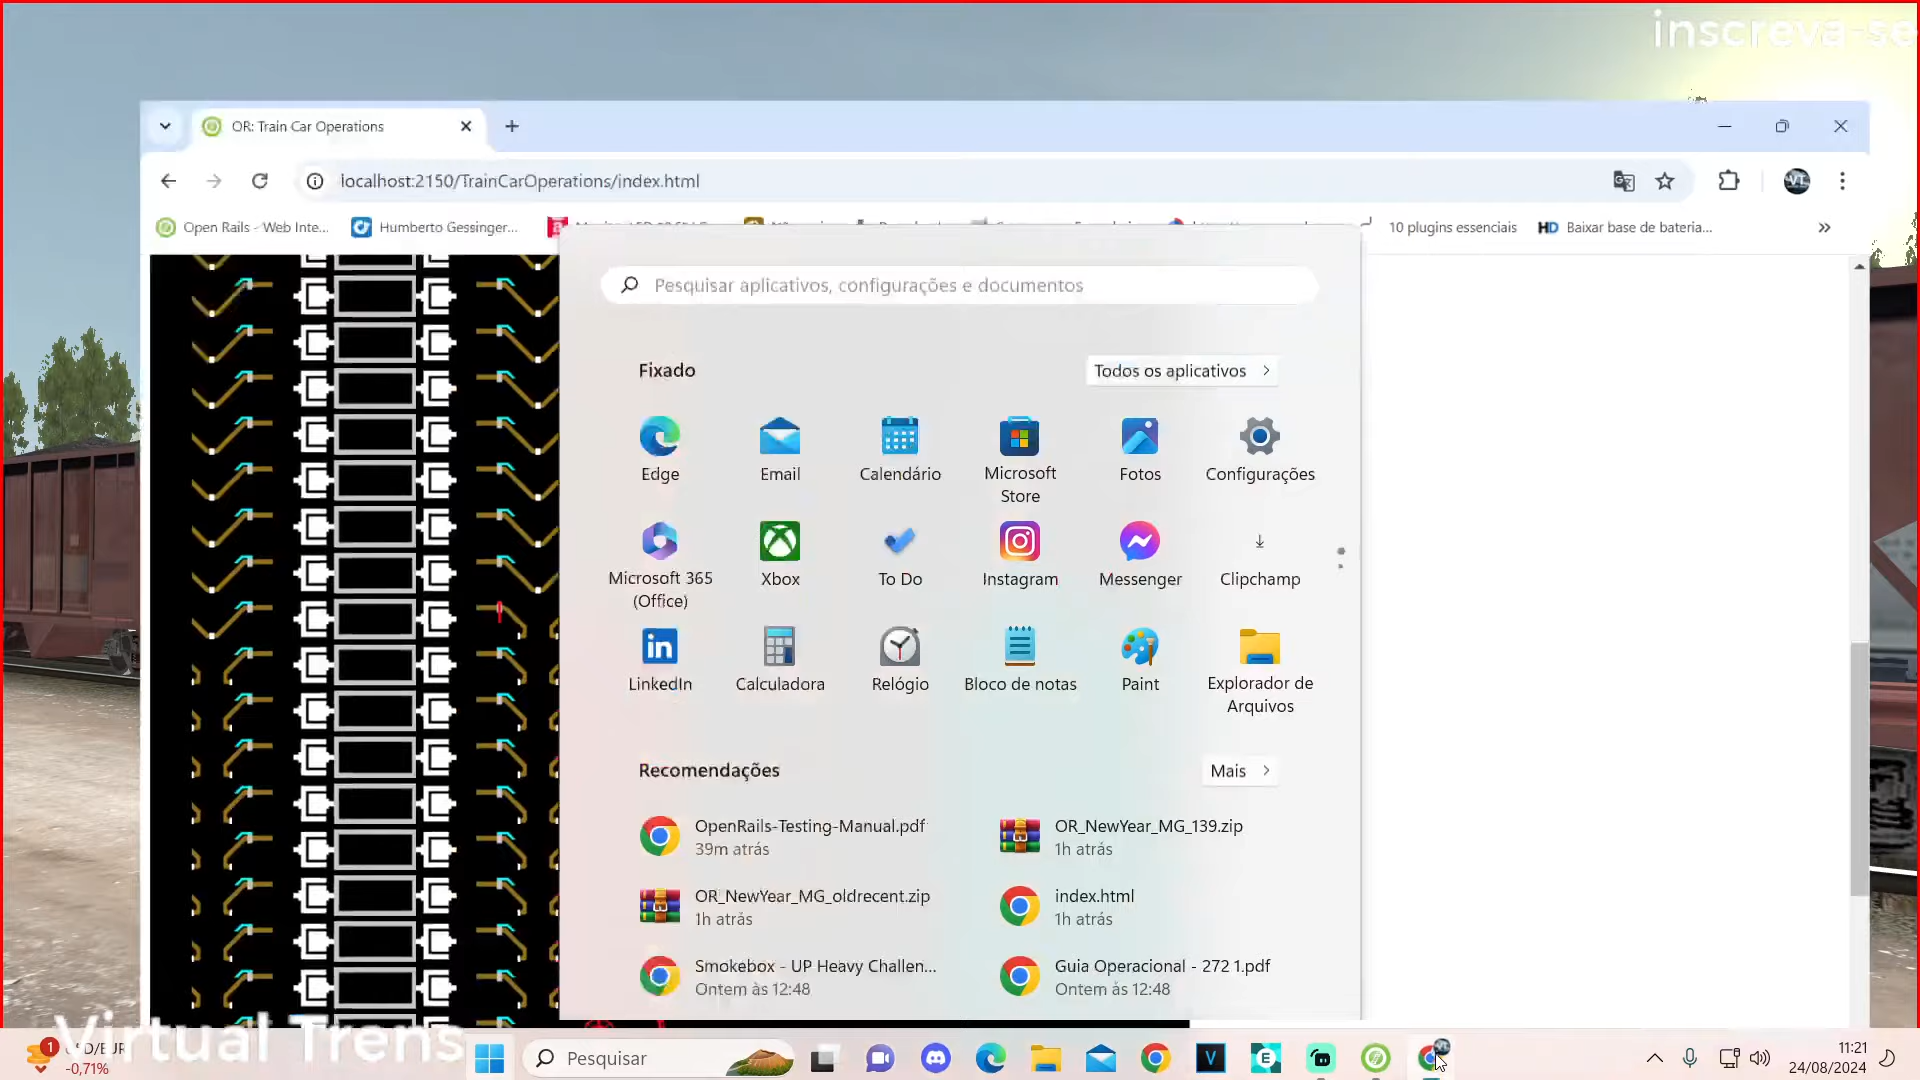 inscreva-se
OR: Train Car Operations
localhost:2150/TrainCarOperations/index.html
Open Rails - Web Inte...
Humberto Gessinger...
10 plugins essenciais
HD Baixar base de bateria...
Pesquisar aplicativos, configurações e documentos
Fixado
Todos os aplicativos
Edge
Email
Calendário
Microsoft Store
Fotos
Configurações
Microsoft 365 (Office)
Xbox
To Do
Instagram
Messenger
Clipchamp
LinkedIn
Calculadora
Relógio
Bloco de notas
Paint
Explorador de Arquivos
Recomendações
Mais
OpenRails-Testing-Manual.pdf
39m atrás
OR_NewYear_MG_139.zip
1h atrás
OR_NewYear_MG_oldrecent.zip
1h atrás
index.html
1h atrás
Smokebox - UP Heavy Challen...
Ontem às 12:48
Guia Operacional - 272 1.pdf
Ontem às 12:48
Virtual Trens
1
USD/EUR
-0,71%
Pesquisar
11:21
24/08/2024